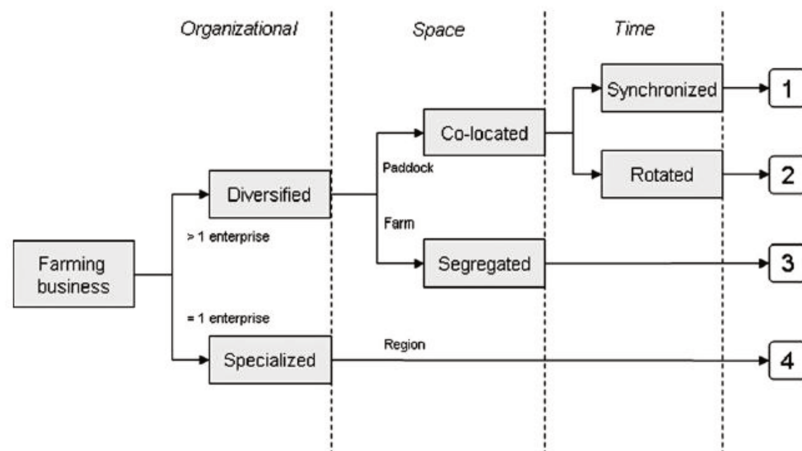 Organizational
Space
Time
Synchronized
1
Co-located
Paddock
Rotated
2
Diversified
> 1 enterprise
Farm
Farming
business
Segregated
3
= 1 enterprise
Specialized
Region
4